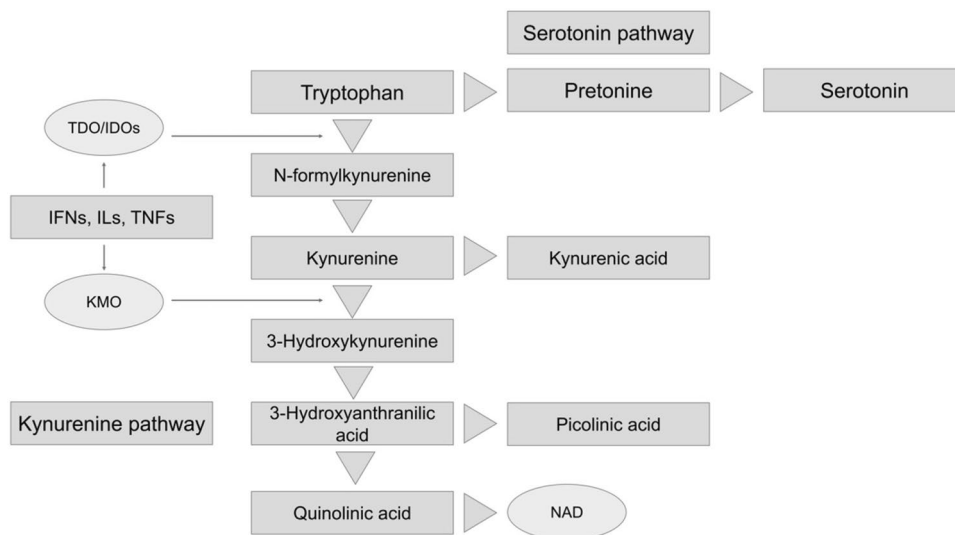 Serotonin pathway
Tryptophan
Pretonine
Serotonin
TDO/IDOs
N-formylkynurenine
IFNs, ILs, TNFs
Kynurenine
Kynurenic acid
KMO
3-Hydroxykynurenine
Kynurenine pathway
3-Hydroxyanthranilic
acid
Picolinic acid
Quinolinic acid
NAD